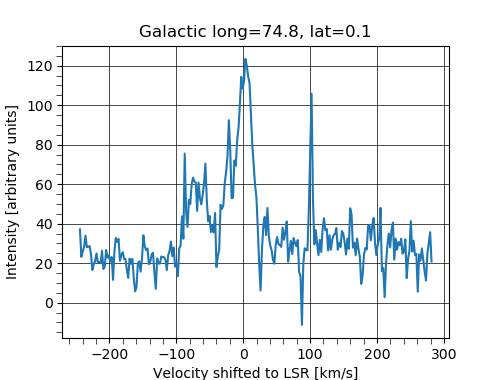 Galactic long=74.8, lat=0.1
Intensity [arbitrary units]
120
100
80
60
40
20
0
−200 −100 0 100 200 300
Velocity shifted to LSR [km/s]